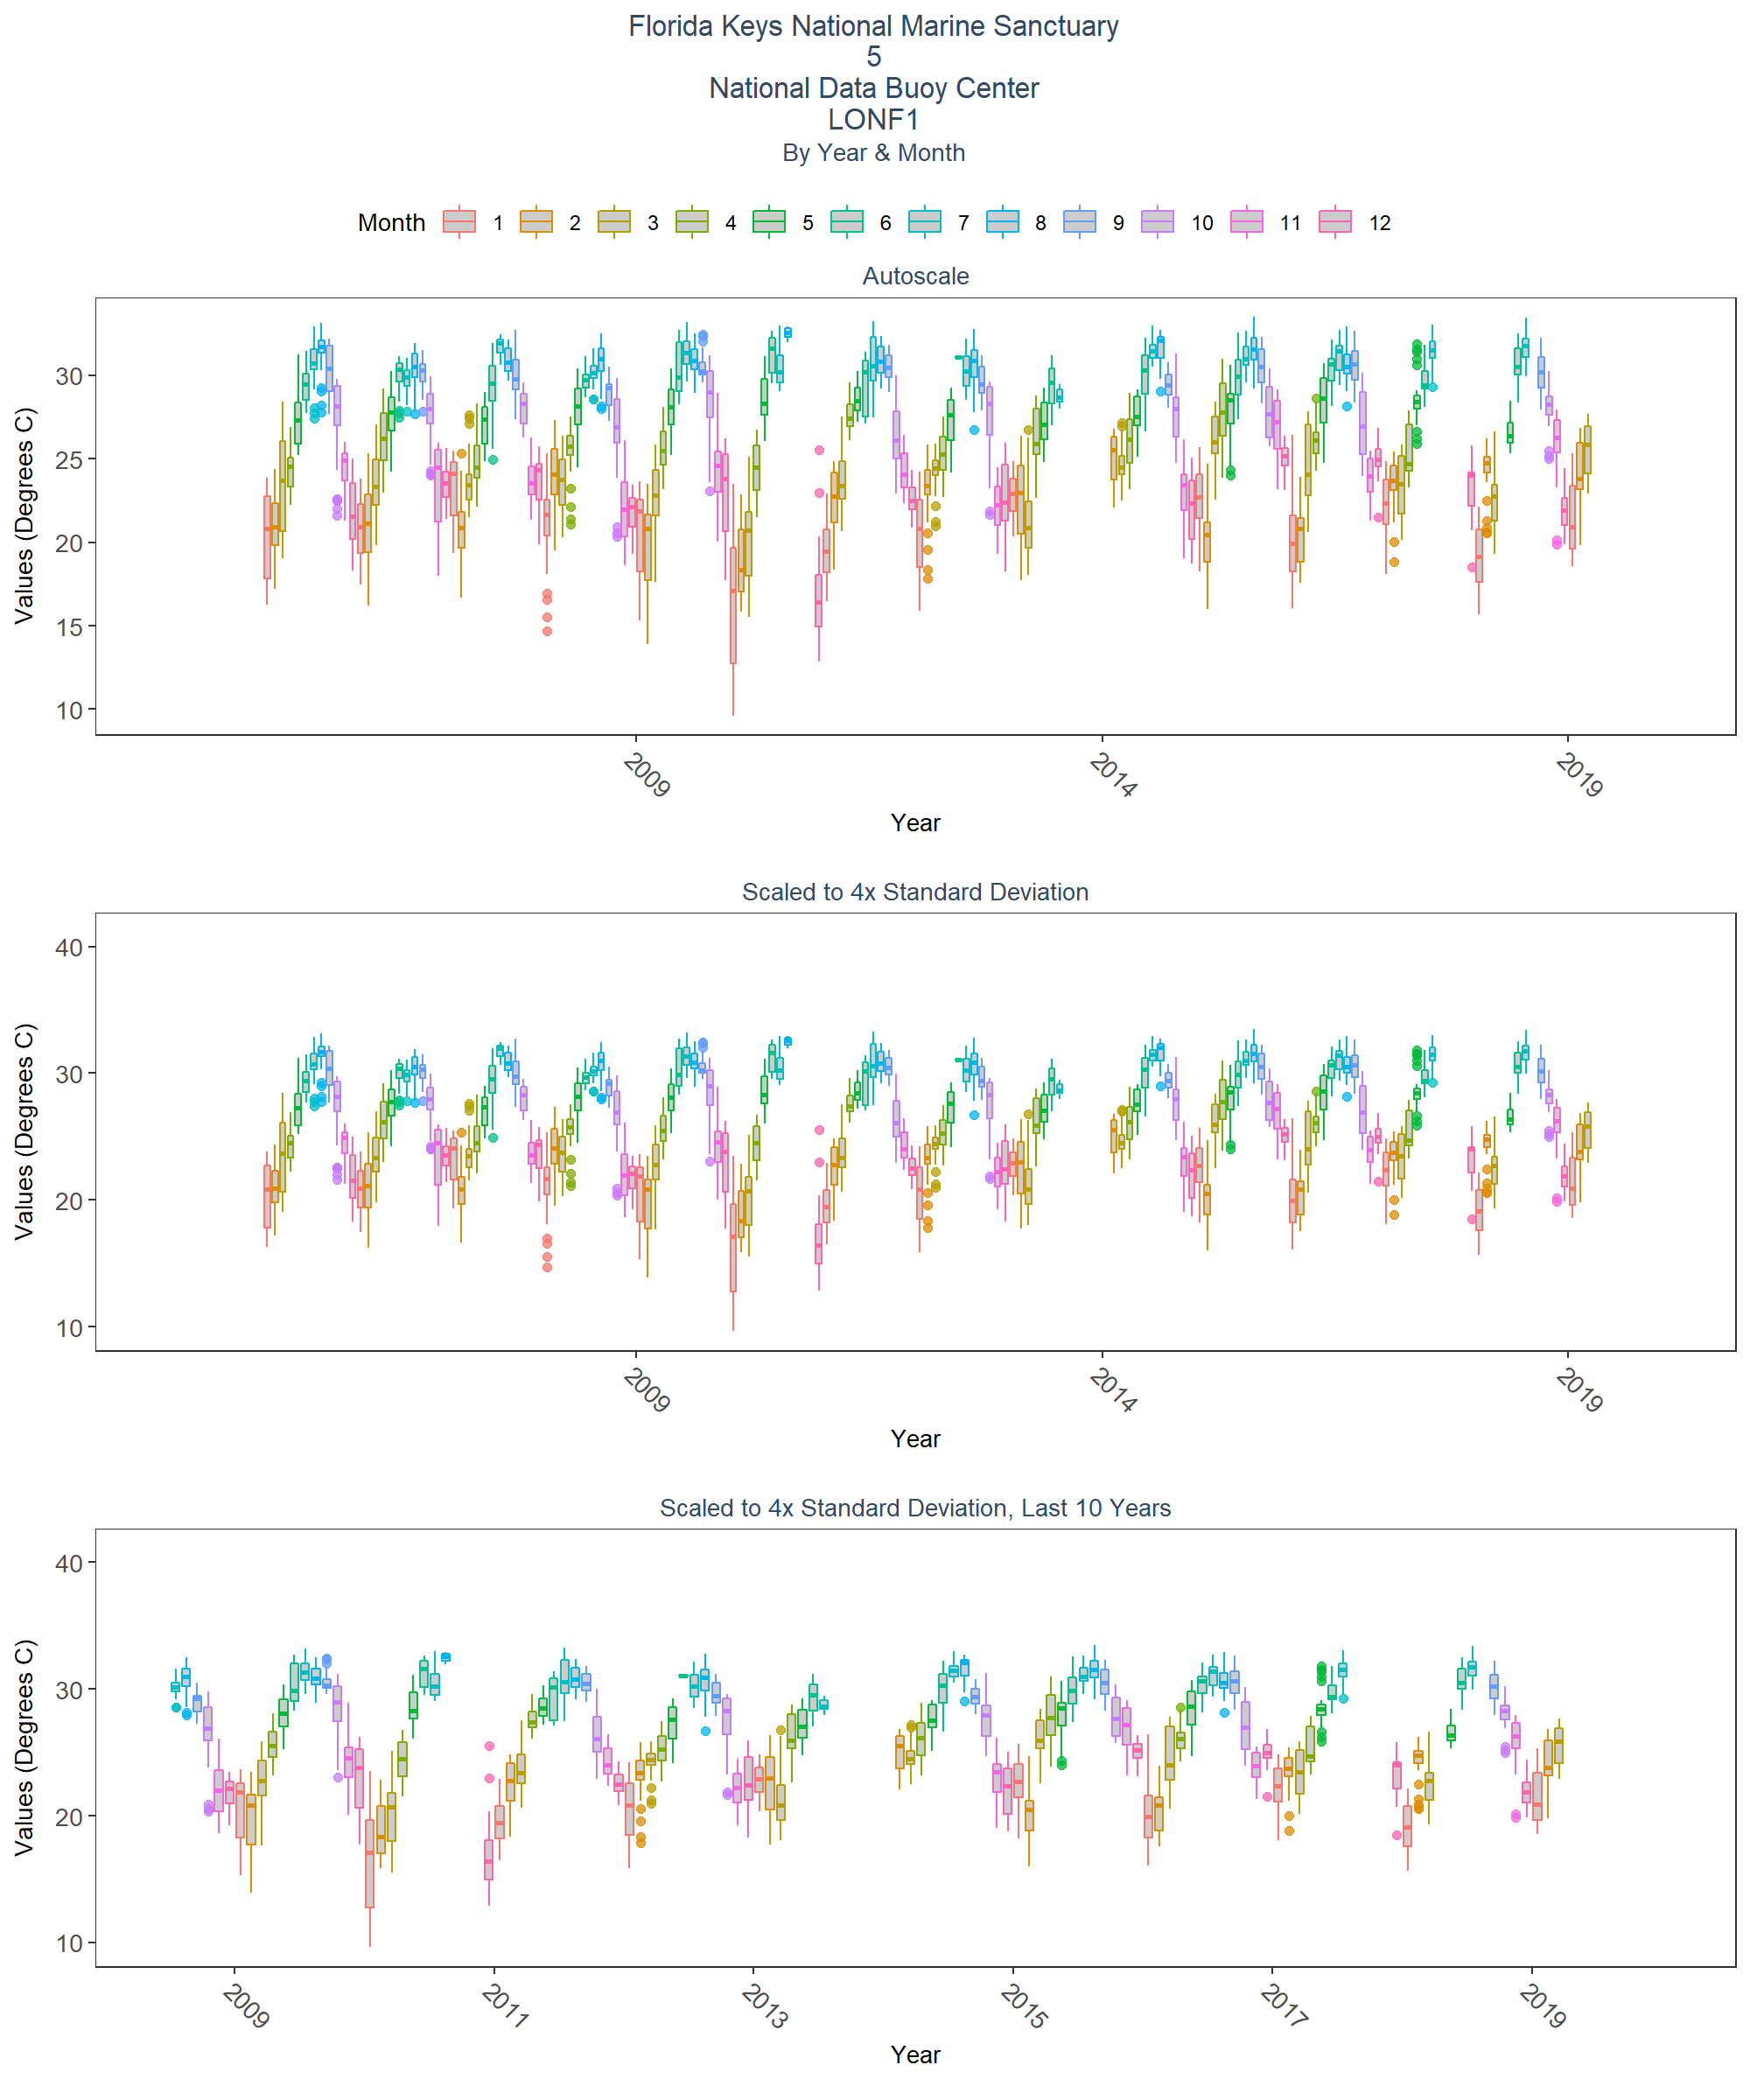 Florida Keys National Marine Sanctuary
5
National Data Buoy Center
LONF1
By Year & Month
Month 1 2 3 4 5 6 7 8 9 10 11 12
Autoscale
Values (Degrees C)
30
25
20
15
10
2009 2014 2019
Year
Scaled to 4x Standard Deviation
Values (Degrees C)
40
30
20
10
2009 2014 2019
Year
Scaled to 4x Standard Deviation, Last 10 Years
Values (Degrees C)
40
30
20
10
2009 2011 2013 2015 2017 2019
Year